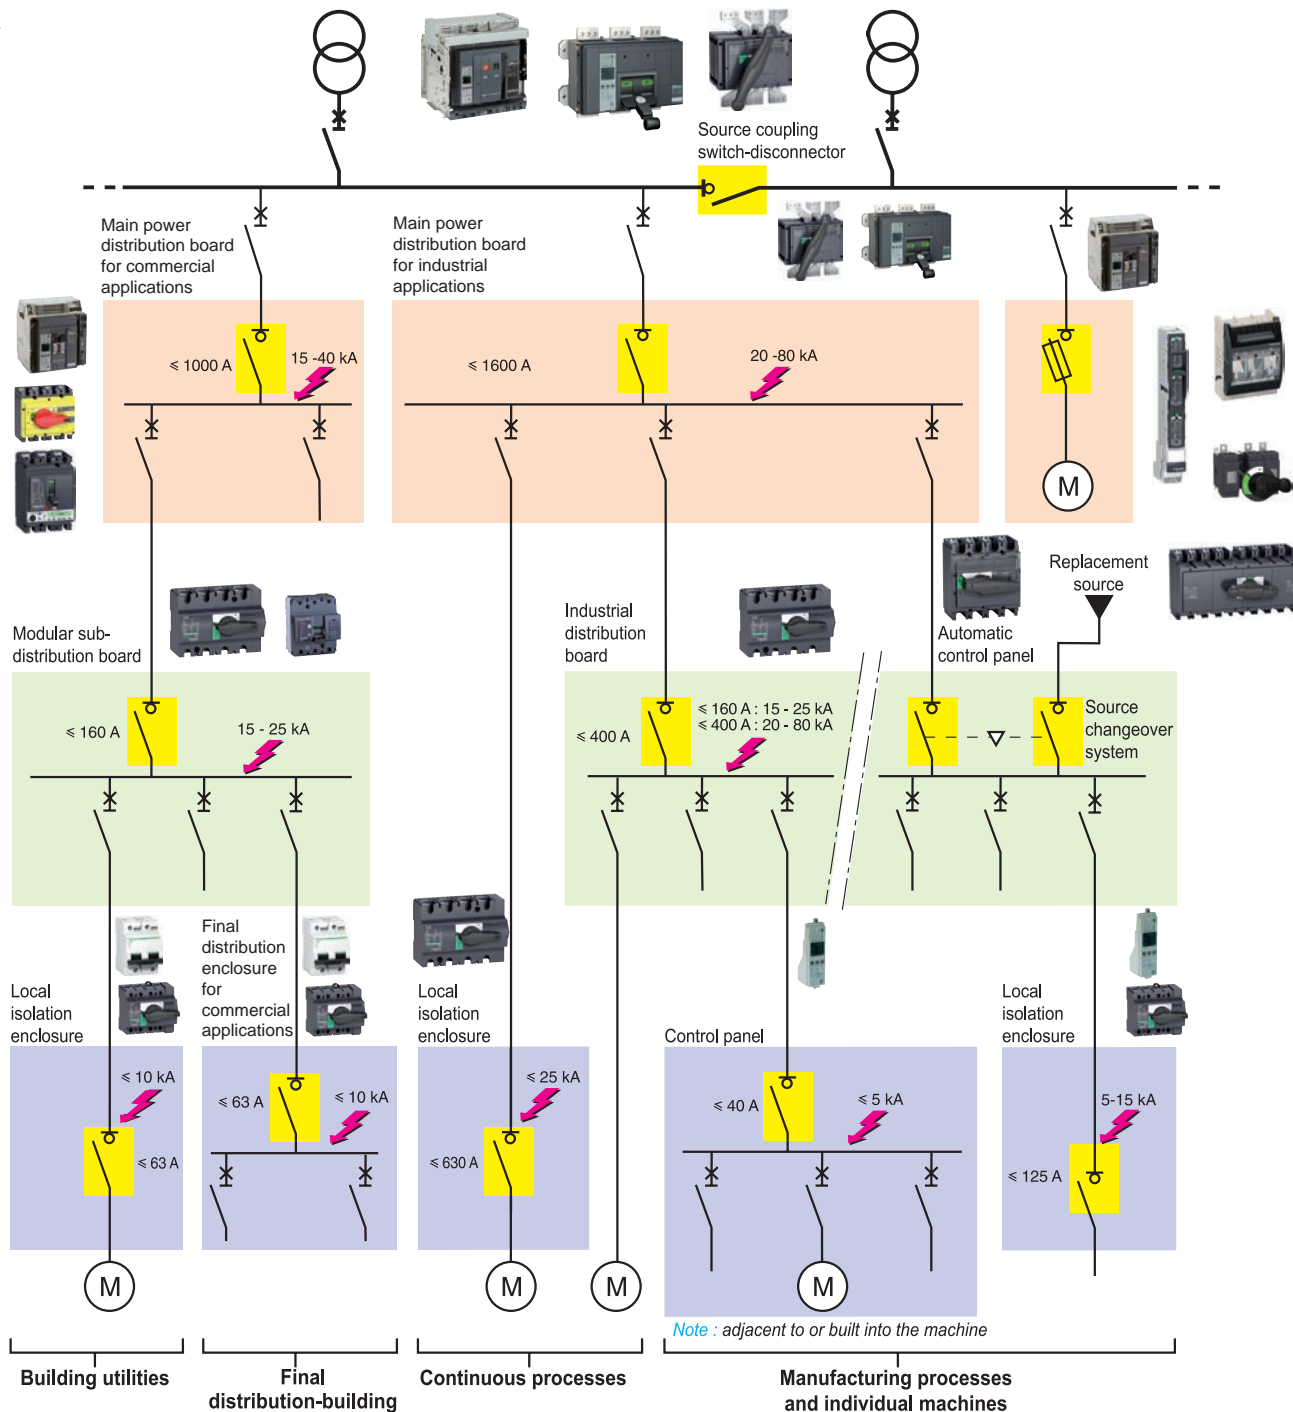 Source coupling
switch-disconnector
Main power
distribution board
for commercial
applications
Main power
distribution board
for industrial
applications
≤ 1000 A
15 -40 kA
≤ 1600 A
20 -80 kA
M
Replacement
source
Modular sub-
distribution board
Industrial
distribution
board
Automatic
control panel
≤ 160 A
15 - 25 kA
≤ 400 A
≤ 160 A : 15 - 25 kA
≤ 400 A : 20 - 80 kA
Source
changeover
system
Local
isolation
enclosure
Final
distribution
enclosure
for
commercial
applications
Local
isolation
enclosure
Control panel
Local
isolation
enclosure
≤ 10 kA
≤ 63 A
≤ 63 A
≤ 10 kA
≤ 25 kA
≤ 630 A
≤ 40 A
≤ 5 kA
5-15 kA
≤ 125 A
M
M
M
M
Note : adjacent to or built into the machine
Building utilities
Final
distribution-building
Continuous processes
Manufacturing processes
and individual machines